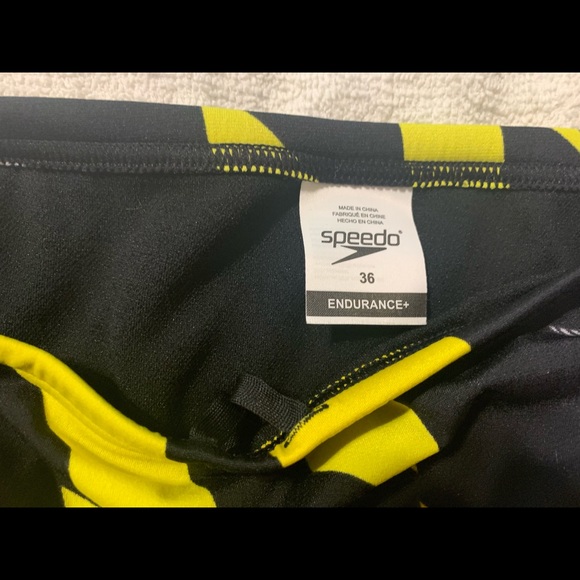 MADE IN CHINA
FABRIQUÉ EN CHINE
HECHO EN CHINA
speedo®
36
ENDURANCE+